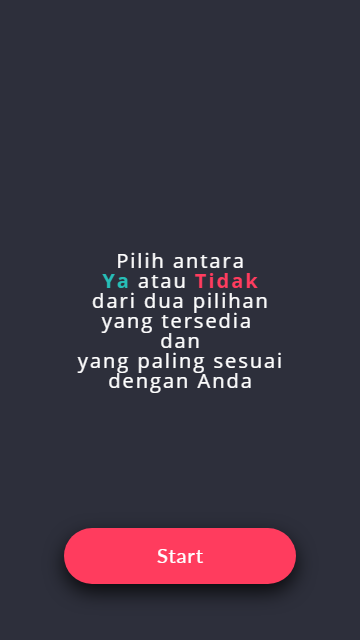 Pilih antara
Ya atau Tidak
dari dua pilihan
yang tersedia
dan
yang paling sesuai
dengan Anda
Start